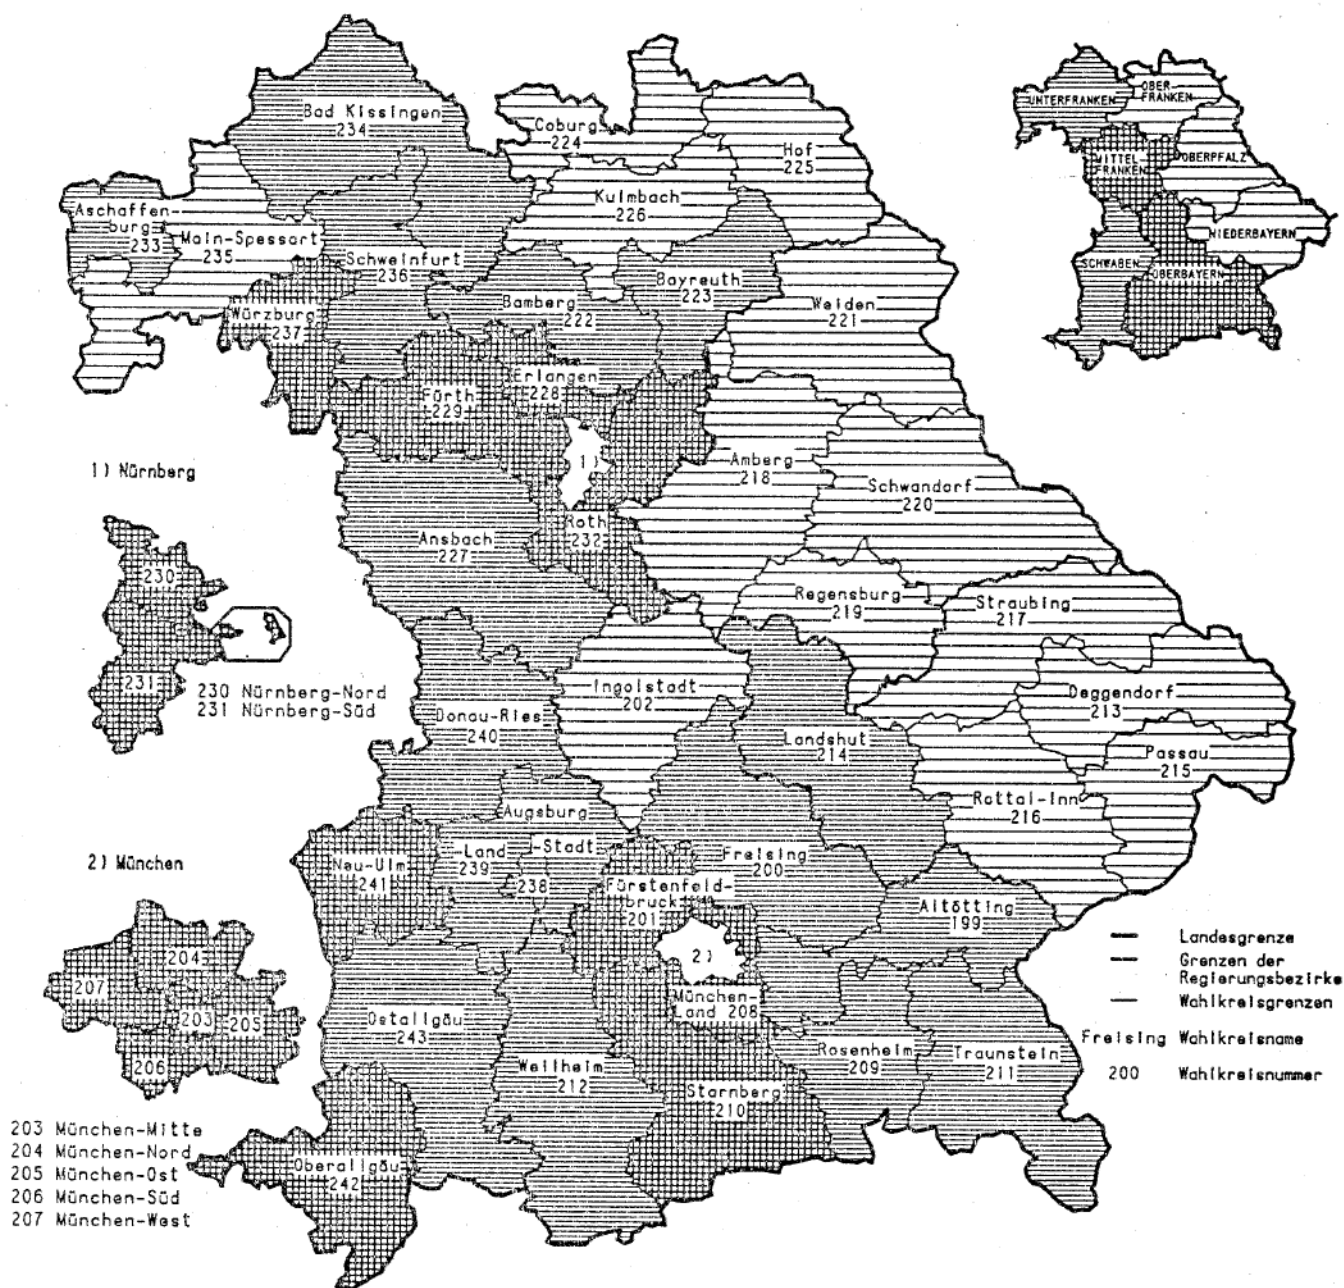 Bad Kissingen
234
Coburg
224
Hof
225
Kulmbach
226
Aschaffen-
burg
233
Main-Spessart
235
Schweinfurt
236
Bayreuth
223
Bamberg
222
Weiden
221
Würzburg
237
Erlangen
228
Fürth
229
1)
Amberg
218
Schwandorf
220
Roth
232
Ansbach
227
Regensburg
219
Straubing
217
Ingolstadt
202
Deggendorf
213
Donau-Ries
240
Landshut
214
Passau
215
Rottal-Inn
216
Augsburg
-Land
239
-Stadt
238
Neu-Ulm
241
Freising
200
Fürstenfeld-
bruck
201
Altötting
199
2)
München-
Land 208
Ostallgäu
243
Weilheim
212
Rosenheim
209
Traunstein
211
Starnberg
210
Oberallgäu
242
UNTERFRANKEN
OBER
FRANKEN
MITTEL
FRANKEN
OBERPFALZ
NIEDERBAYERN
SCHWABEN
OBERBAYERN
1) Nürnberg
230
231
230 Nürnberg-Nord
231 Nürnberg-Süd
2) München
204
207
203
205
206
203 München-Mitte
204 München-Nord
205 München-Ost
206 München-Süd
207 München-West
Landesgrenze
Grenzen der
Regierungsbezirke
Wahlkreisgrenzen
Freising Wahlkreisname
200 Wahlkreisnummer